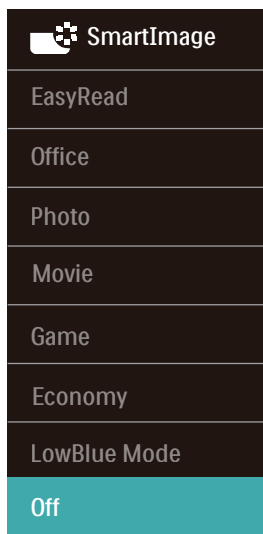 SmartImage
EasyRead
Office
Photo
Movie
Game
Economy
LowBlue Mode
Off